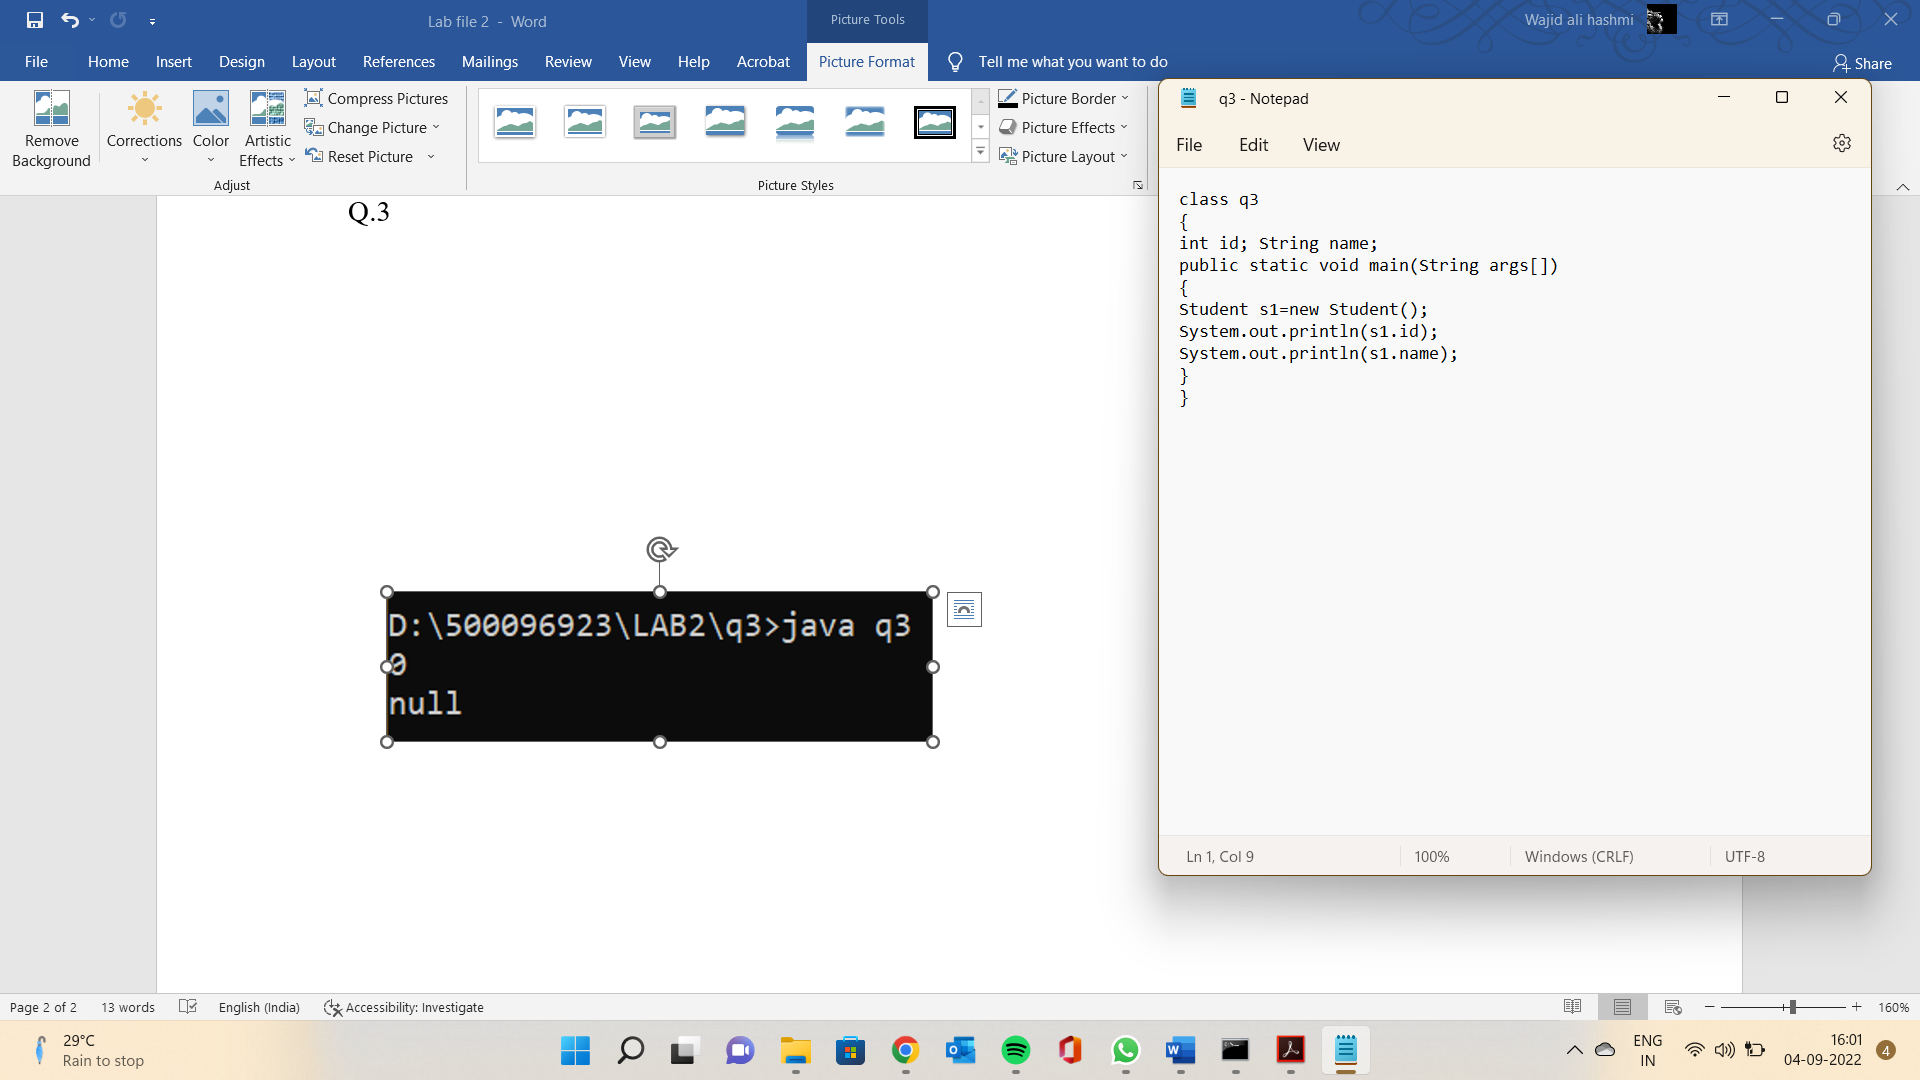 Lab file 2 - Word
Picture Tools
Wajid ali hashmi
File Home Insert Design Layout References Mailings Review View Help Acrobat Picture Format Tell me what you want to do
Share
Remove Background
Corrections
Color
Artistic Effects
Compress Pictures
Change Picture
Reset Picture
Adjust
Picture Styles
Picture Border
Picture Effects
Picture Layout
Q.3
D:\500096923\LAB2\q3>java q3
0
null
q3 - Notepad
File Edit View
class q3
{
int id; String name;
public static void main(String args[])
{
Student s1=new Student();
System.out.println(s1.id);
System.out.println(s1.name);
}
}
Ln 1, Col 9 100% Windows (CRLF) UTF-8
Page 2 of 2 13 words English (India) Accessibility: Investigate 160%
29°C
Rain to stop
ENG
IN
16:01
04-09-2022
4